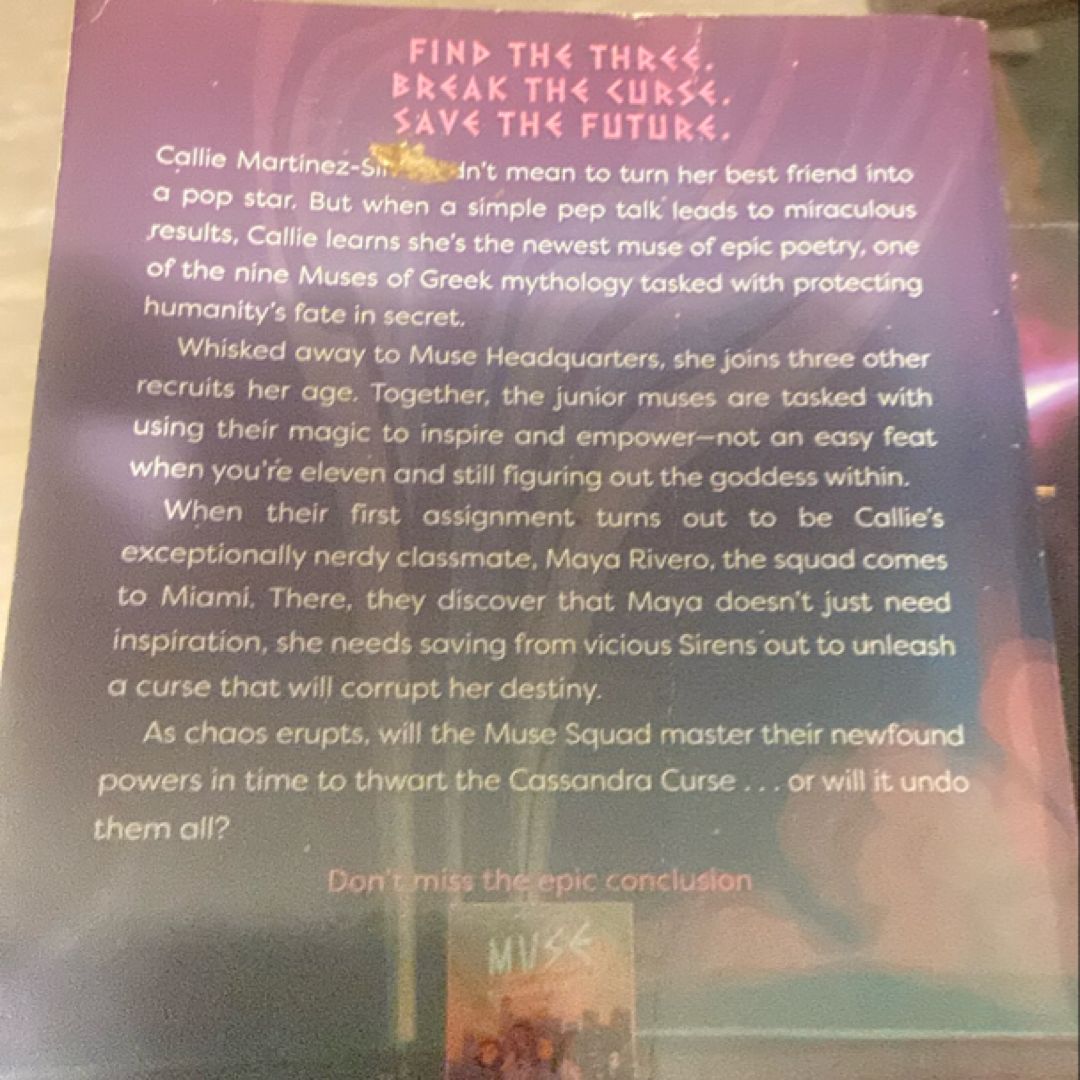 FIND THE THREE.
BREAK THE CURSE.
SAVE THE FUTURE.
Callie Martinez- mean to turn her best friend into
a pop star. But when a simple pep talk leads to miraculous
results, Callie learns she's the newest muse of epic poetry, one
of the nine Muses of Greek mythology tasked with protecting
humanity's fate in secret.
Whisked away to Muse Headquarters, she joins three other
recruits her age. Together, the junior muses are tasked with
using their magic to inspire and empower—not an easy feat
when you're eleven and still figuring out the goddess within.
When their first assignment turns out to be Callie's
exceptionally nerdy classmate, Maya Rivero, the squad comes
to Miami. There, they discover that Maya doesn't just need
inspiration, she needs saving from vicious Sirens out to unleash
a curse that will corrupt her destiny.
As chaos erupts, will the Muse Squad master their newfound
powers in time to thwart the Cassandra Curse . . . or will it undo
them all?
Don't miss the epic conclusion
MUSE